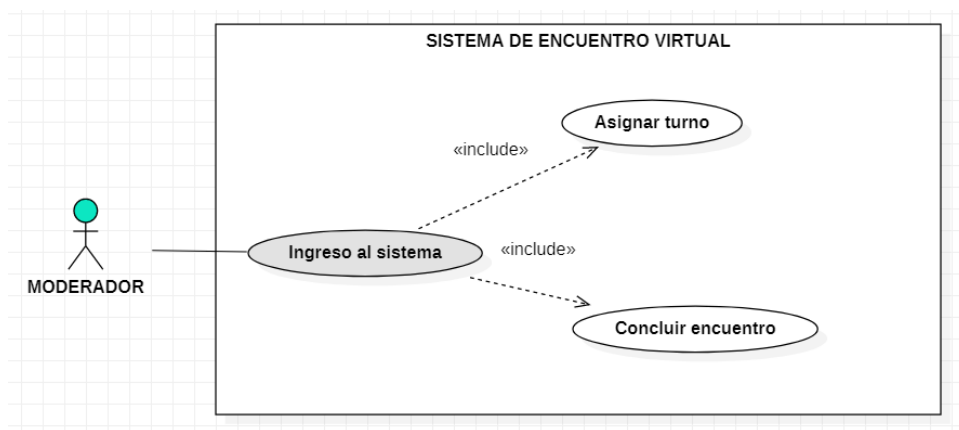 SISTEMA DE ENCUENTRO VIRTUAL
Asignar turno
«include»
Ingreso al sistema
«include»
MODERADOR
Concluir encuentro